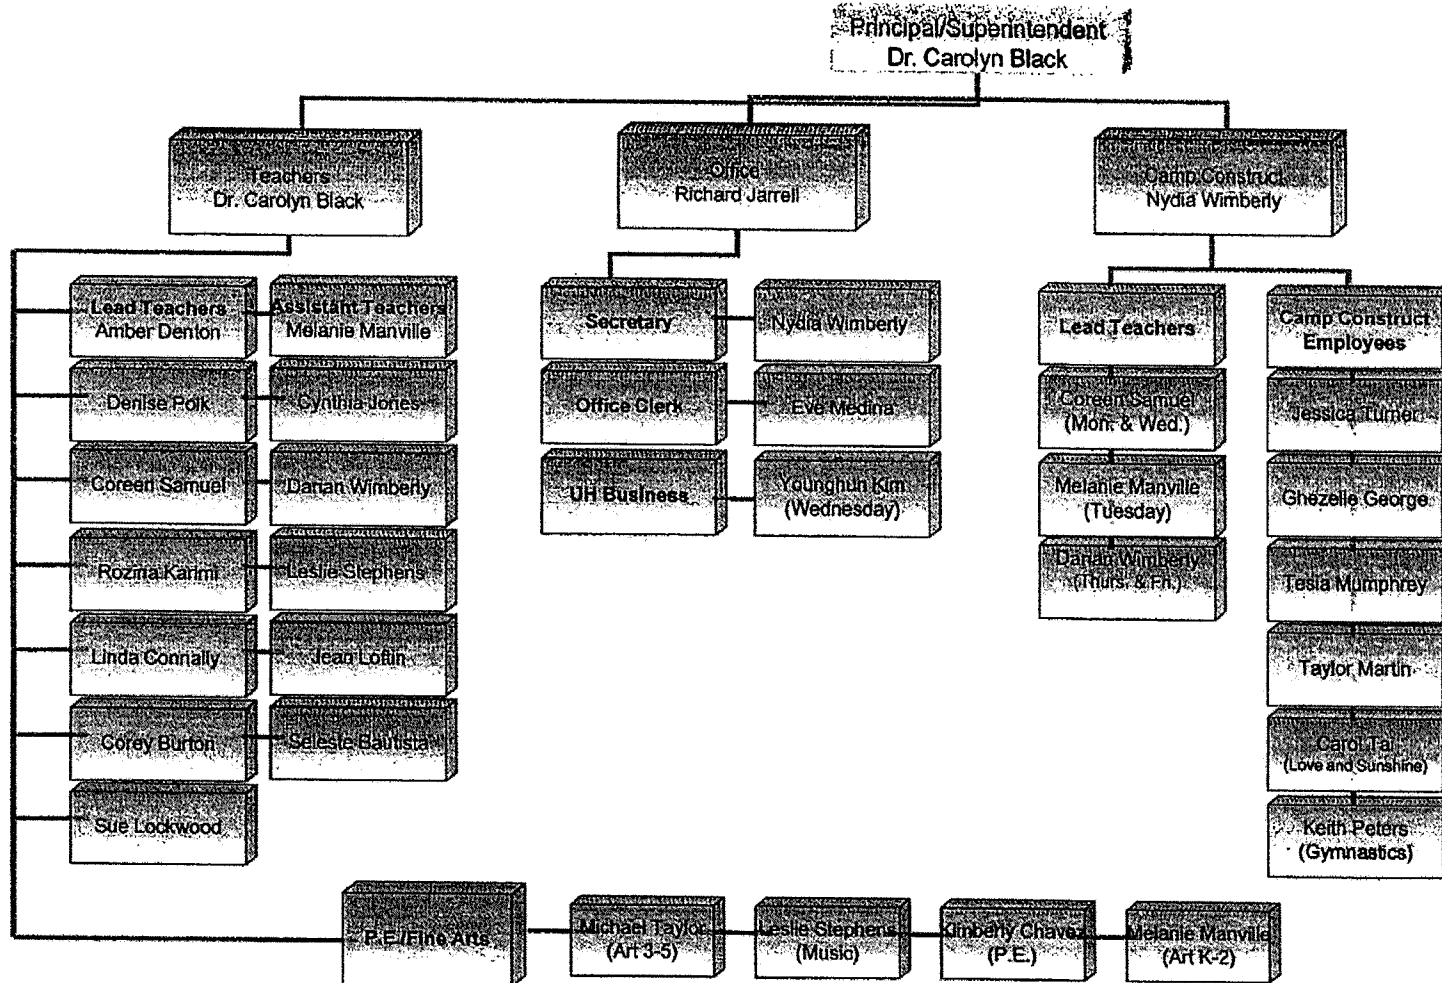 Principal/Superintendent
Dr. Carolyn Black
Teachers
Dr. Carolyn Black
Office
Richard Jarrell
Camp Construct
Nydia Wimberly
Lead Teachers
Amber Denton
Assistant Teachers
Melanie Manville
Denise Polk
Cynthia Jones
Coreen Samuel
Darian Wimberly
Rozina Karimi
Leslie Stephens
Linda Connally
Jean Loftin
Corey Burton
Seleste Bautista
Sue Lockwood
Secretary
Nydia Wimberly
Office Clerk
Eve Medina
UH Business
Younghun Kim
(Wednesday)
Lead Teachers
Coreen Samuel
(Mon. & Wed.)
Melanie Manville
(Tuesday)
Darian Wimberly
(Thurs. & Fri.)
Camp Construct
Employees
Jessica Turner
Ghezelle George
Tesia Mumphrey
Taylor Martin
Carol Tai
(Love and Sunshine)
Keith Peters
(Gymnastics)
P.E./Fine Arts
Michael Taylor
(Art 3-5)
Leslie Stephens
(Music)
Kimberly Chavez
(P.E.)
Melanie Manville
(Art K-2)